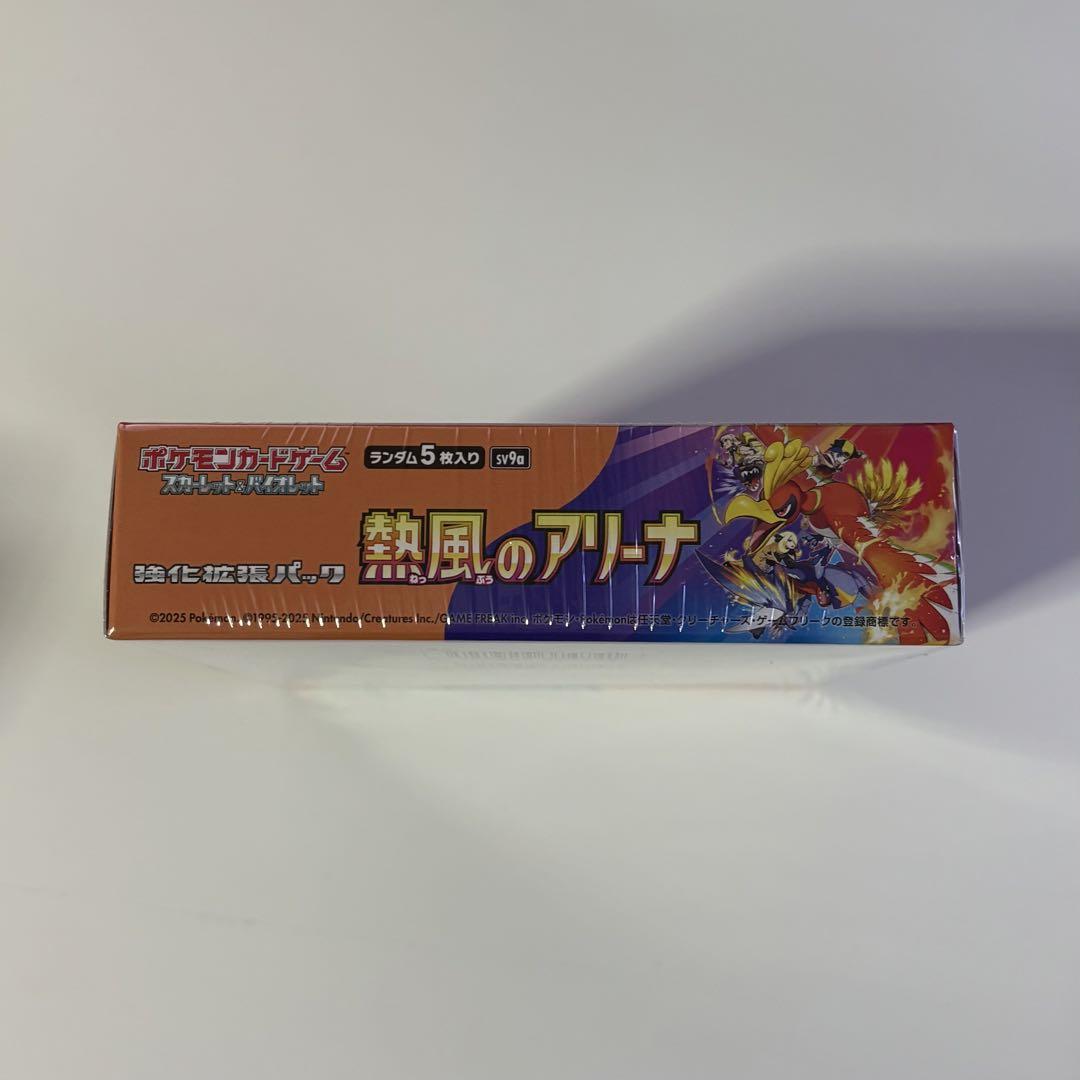 ポケモンカードゲーム
スカーレット&バイオレット
ランダム5枚入り
sv9a
強化拡張パック
熱風のアリーナ
ねっ ぷう
©2025 Pokémon. ©1995-2025 Nintendo/Creatures Inc./GAME FREAK inc. ポケモン・Pokémonは任天堂・クリーチャーズ・ゲームフリークの登録商標です。